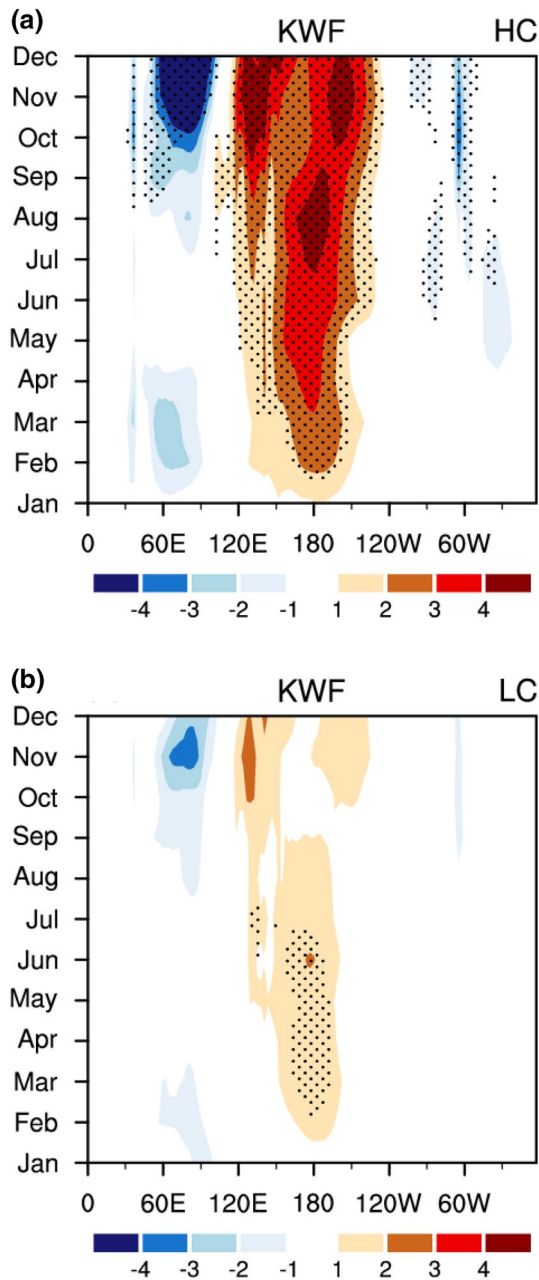 (a)
KWF HC
Dec
Nov
Oct
Sep
Aug
Jul
Jun
May
Apr
Mar
Feb
Jan
0 60E 120E 180 120W 60W
-4 -3 -2 -1 1 2 3 4
(b)
KWF LC
Dec
Nov
Oct
Sep
Aug
Jul
Jun
May
Apr
Mar
Feb
Jan
0 60E 120E 180 120W 60W
-4 -3 -2 -1 1 2 3 4